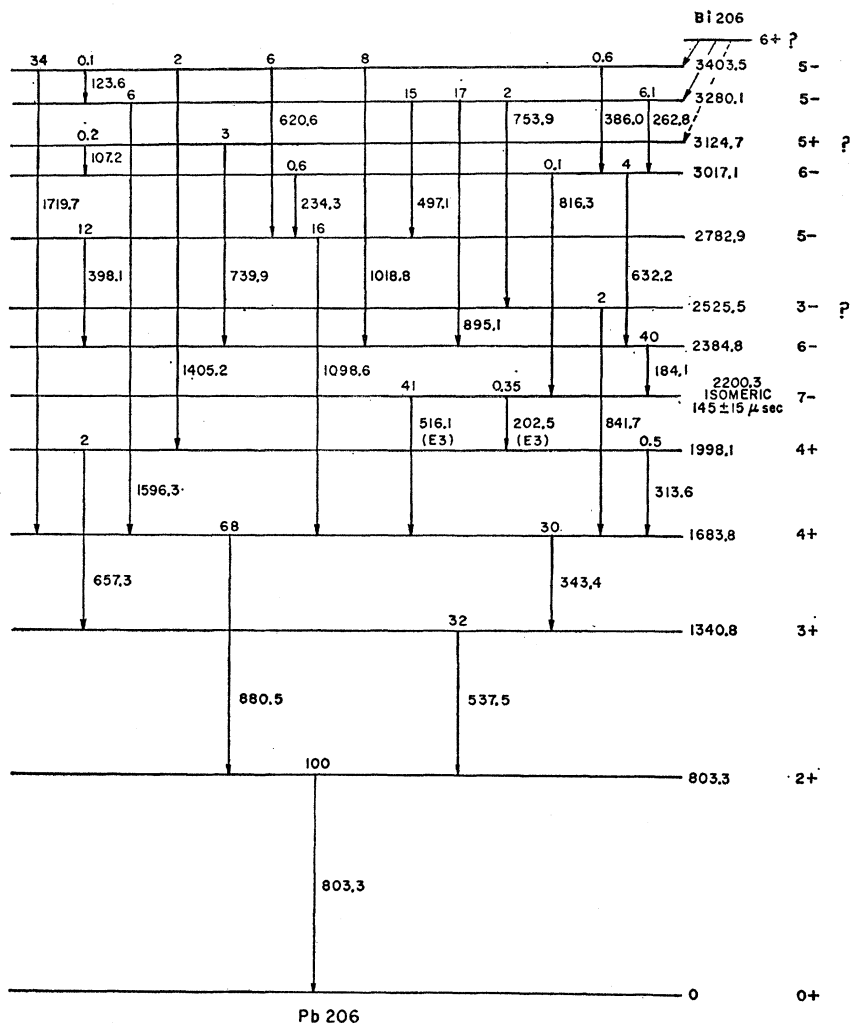 Bi 206
6+ ?
34 0.1 2 6 8 0.6
3403.5 5-
123.6
6 15 17 2 6.1
3280.1 5-
620.6 753.9 386.0 262.8
0.2 3
3124.7 5+ ?
107.2
0.6 0.1 4
3017.1 6-
1719.7 234.3 497.1 816.3
12 16
2782.9 5-
398.1 739.9 1018.8 632.2
2
2525.5 3- ?
895.1
40
2384.8 6-
1405.2 1098.6 184.1
41 0.35
2200.3
ISOMERIC
145 ± 15 μ sec
7-
516.1
(E3)
202.5
(E3)
841.7
2 0.5
1998.1 4+
1596.3 313.6
68 30
1683.8 4+
657.3 343.4
32
1340.8 3+
880.5 537.5
100
803.3 2+
803.3
0 0+
Pb 206